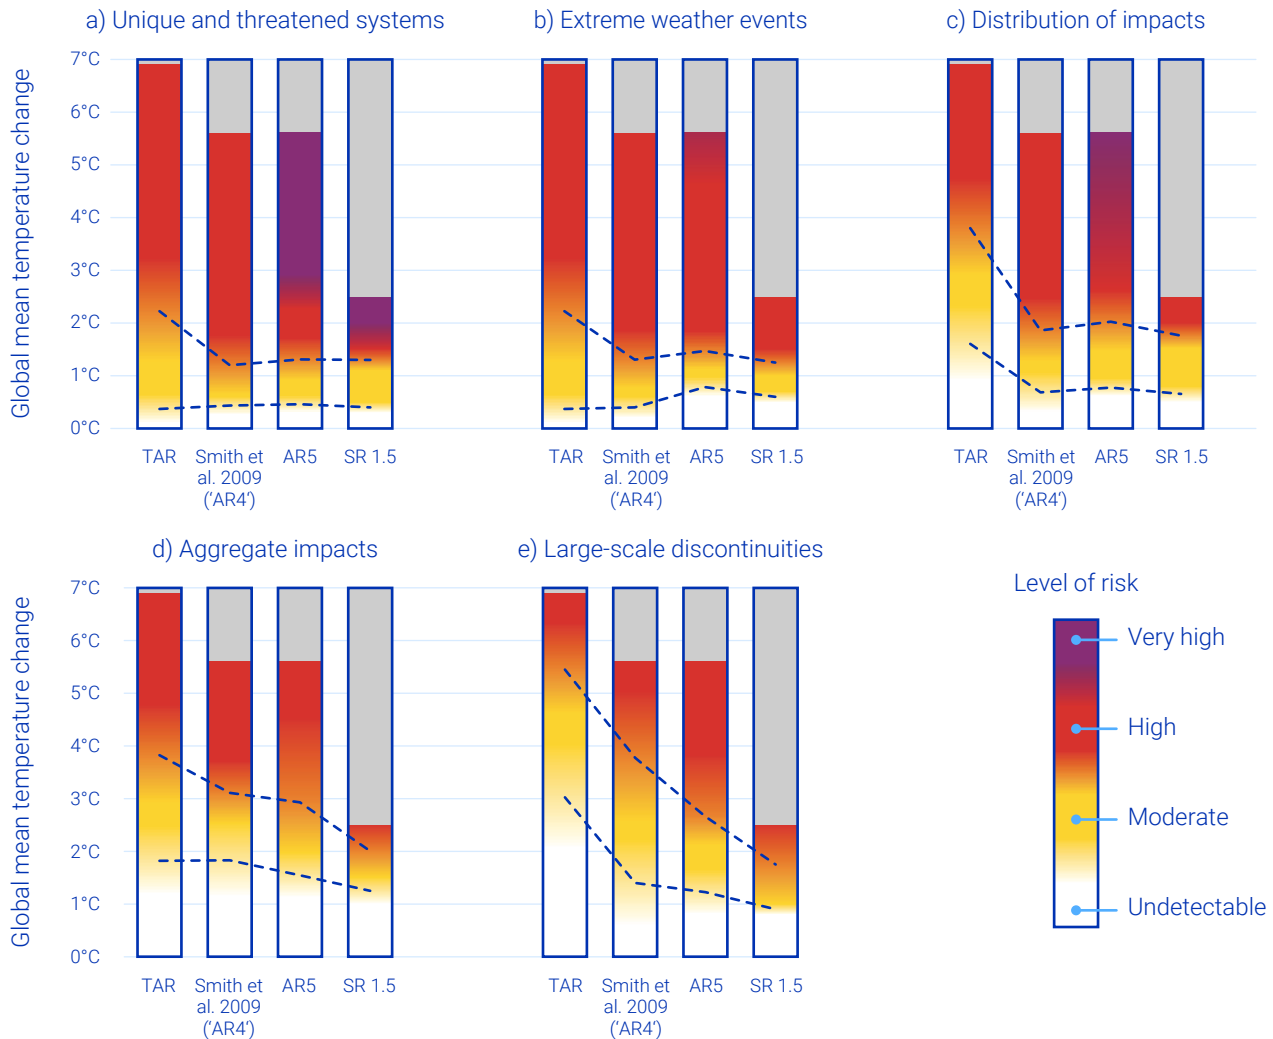 a) Unique and threatened systems
b) Extreme weather events
c) Distribution of impacts
Global mean temperature change
7°C
6°C
5°C
4°C
3°C
2°C
1°C
0°C
TAR
Smith et
al. 2009
(‘AR4‘)
AR5
SR 1.5
TAR
Smith et
al. 2009
(‘AR4‘)
AR5
SR 1.5
TAR
Smith et
al. 2009
(‘AR4‘)
AR5
SR 1.5
d) Aggregate impacts
e) Large-scale discontinuities
Global mean temperature change
7°C
6°C
5°C
4°C
3°C
2°C
1°C
0°C
TAR
Smith et
al. 2009
(‘AR4‘)
AR5
SR 1.5
TAR
Smith et
al. 2009
(‘AR4‘)
AR5
SR 1.5
Level of risk
Very high
High
Moderate
Undetectable